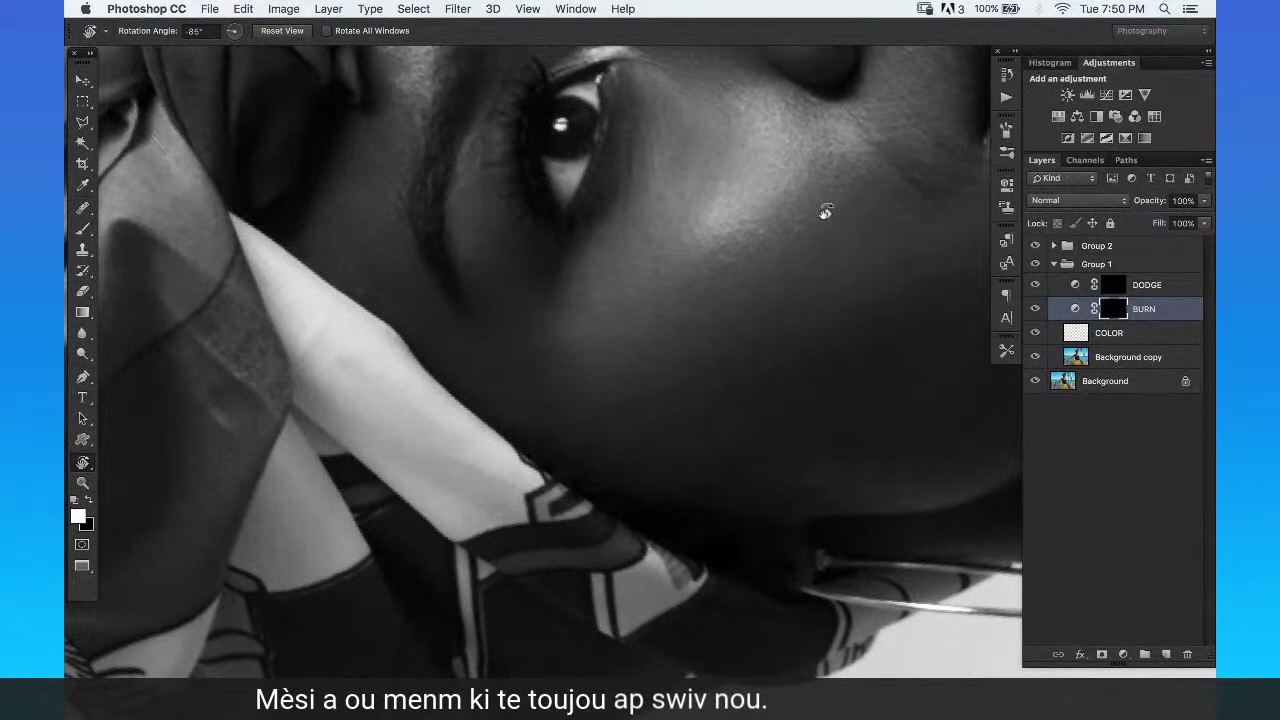 Photoshop CC File Edit Image Layer Type Select Filter 3D View Window Help 3 100% Tue 7:50 PM
Rotation Angle: -85° Reset View Rotate All Windows Photography
Histogram Adjustments
Add an adjustment
Layers Channels Paths
Kind
Normal Opacity: 100%
Lock: Fill: 100%
Group 2
Group 1
DODGE
BURN
COLOR
Background copy
Background
Mèsi a ou menm ki te toujou ap swiv nou.